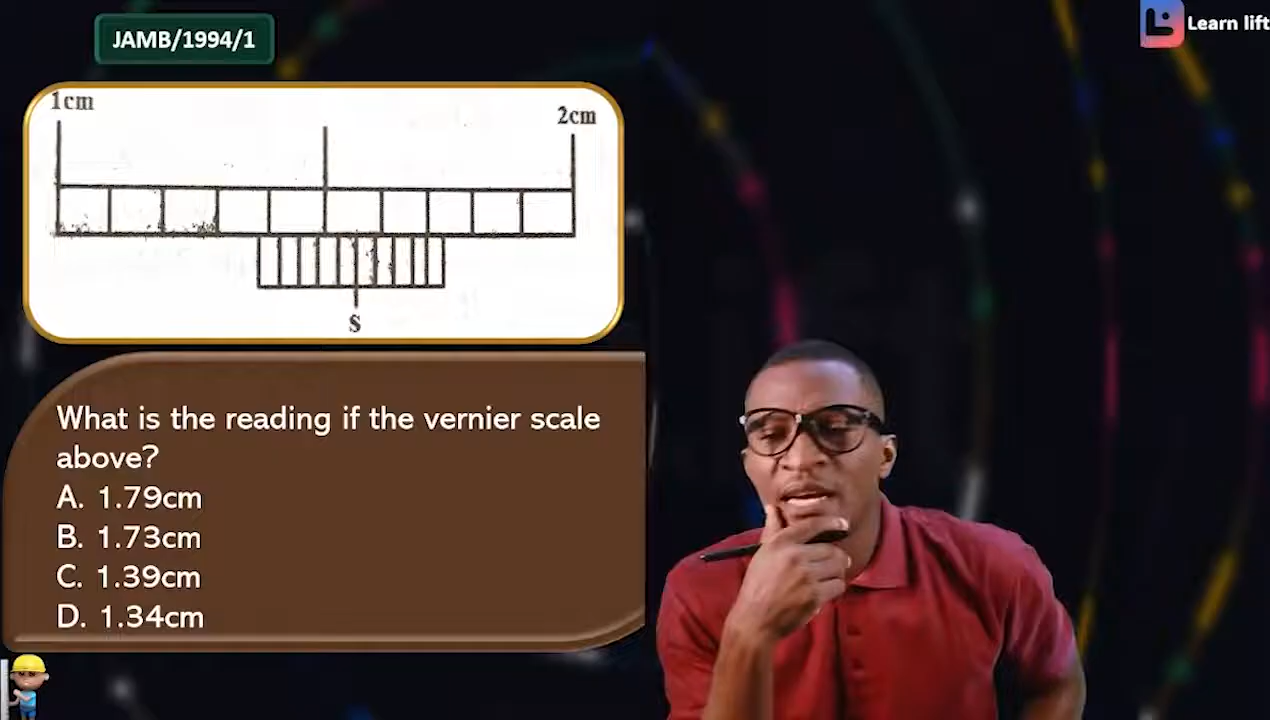 JAMB/1994/1
Learn lift
1cm
2cm
S
What is the reading if the vernier scale
above?
A. 1.79cm
B. 1.73cm
C. 1.39cm
D. 1.34cm